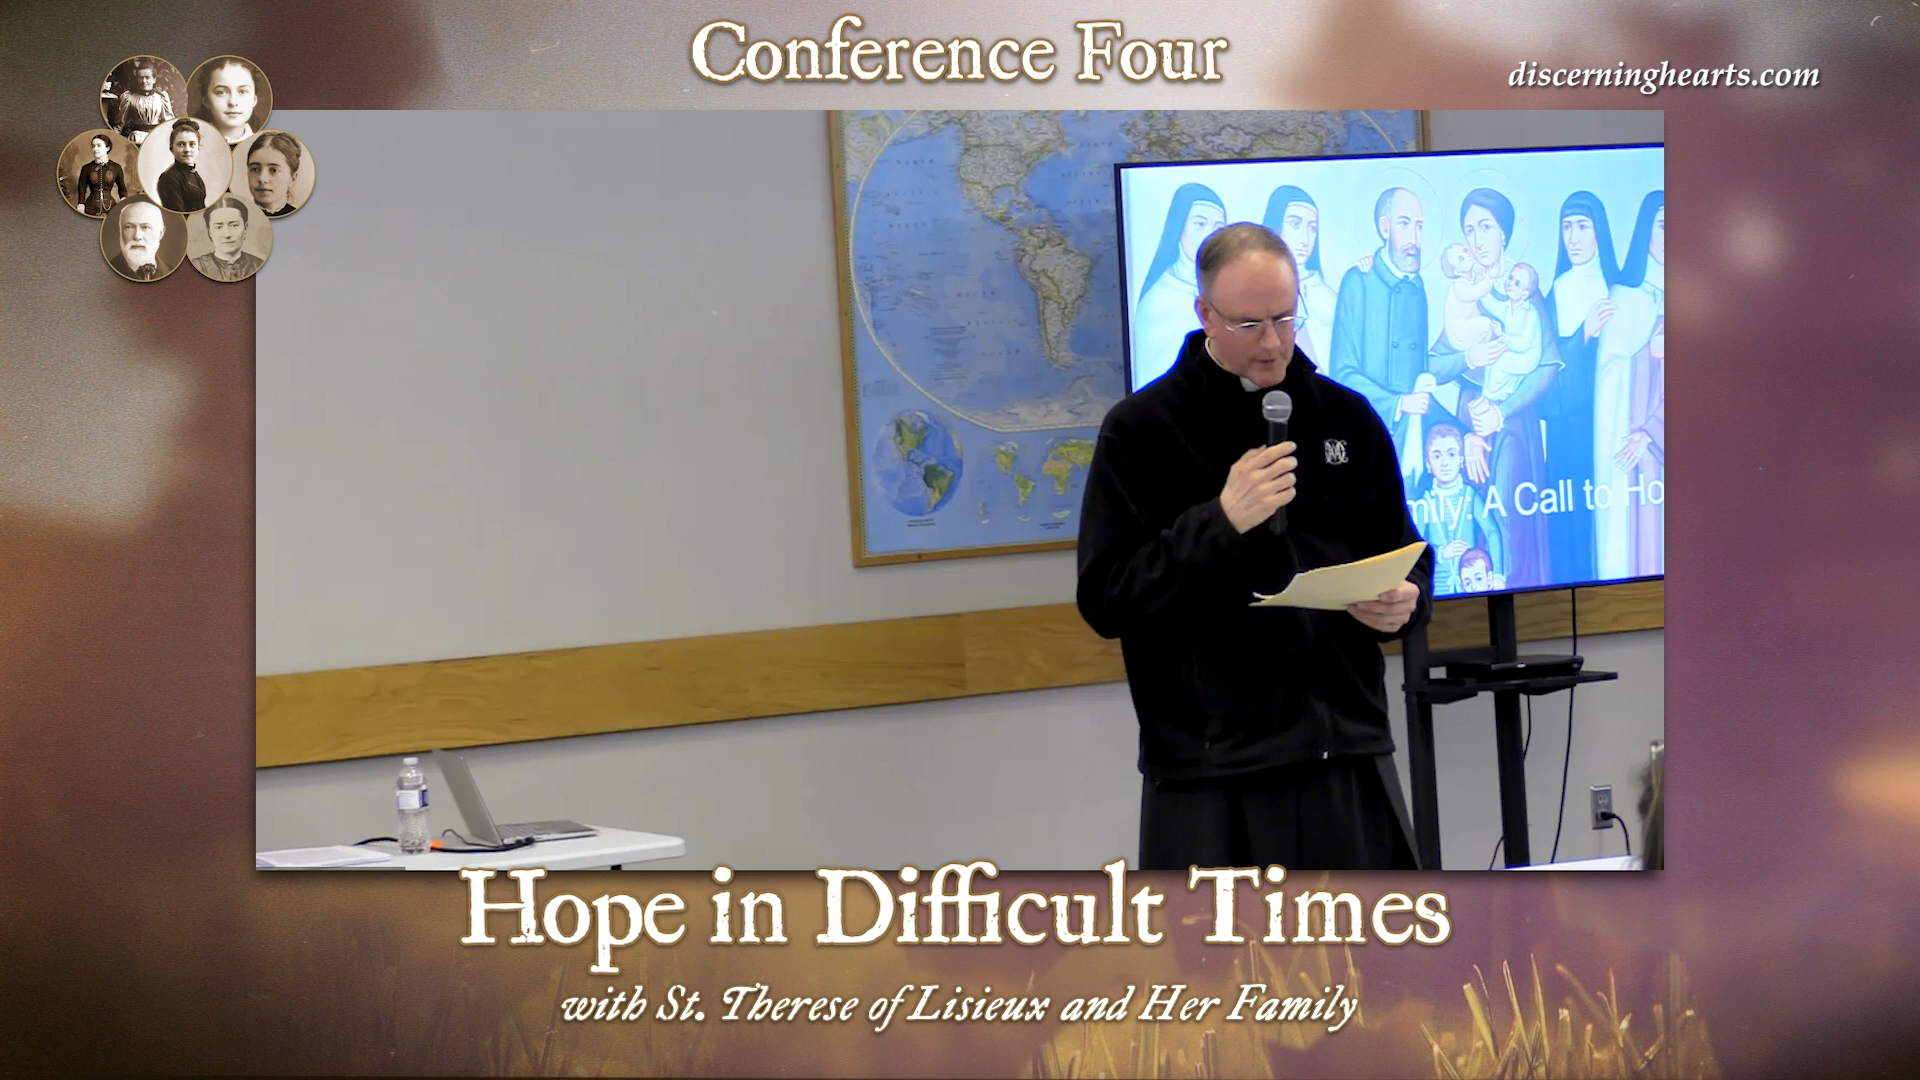 Conference Four
discerninghearts.com
mily: A Call to Ho
Hope in Difficult Times
with St. Therese of Lisieux and Her Family